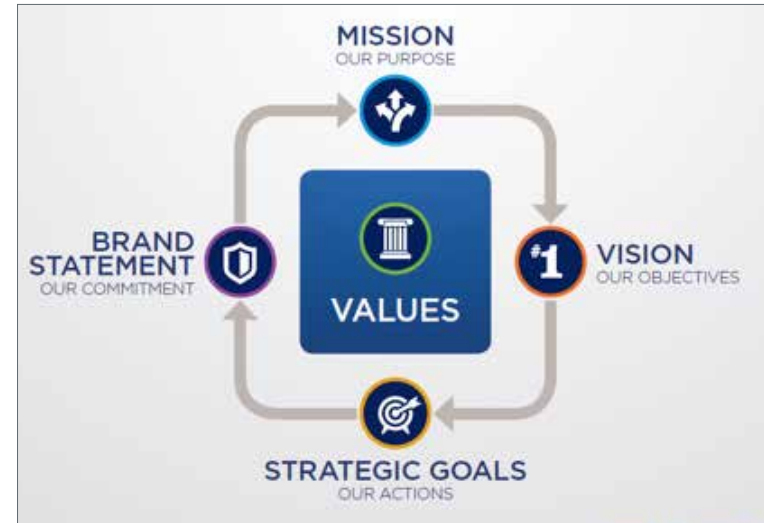 MISSION
OUR PURPOSE
#1
VISION
OUR OBJECTIVES
BRAND
STATEMENT
OUR COMMITMENT
VALUES
STRATEGIC GOALS
OUR ACTIONS